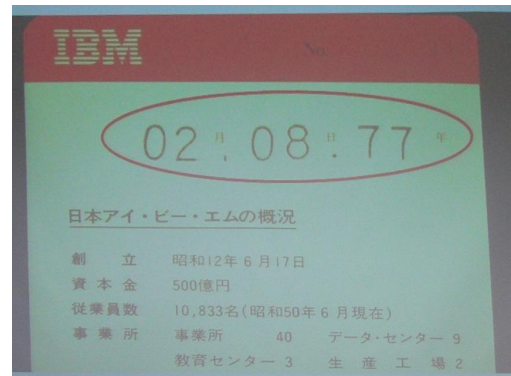 IBM
02月.08日.77年
日本アイ・ビー・エムの概況
創 立 昭和12年6月17日
資 本 金 500億円
従業員数 10,833名(昭和50年6月現在)
事 業 所 事業所 40 データ・センター 9
教育センター 3 生 産 工 場 2